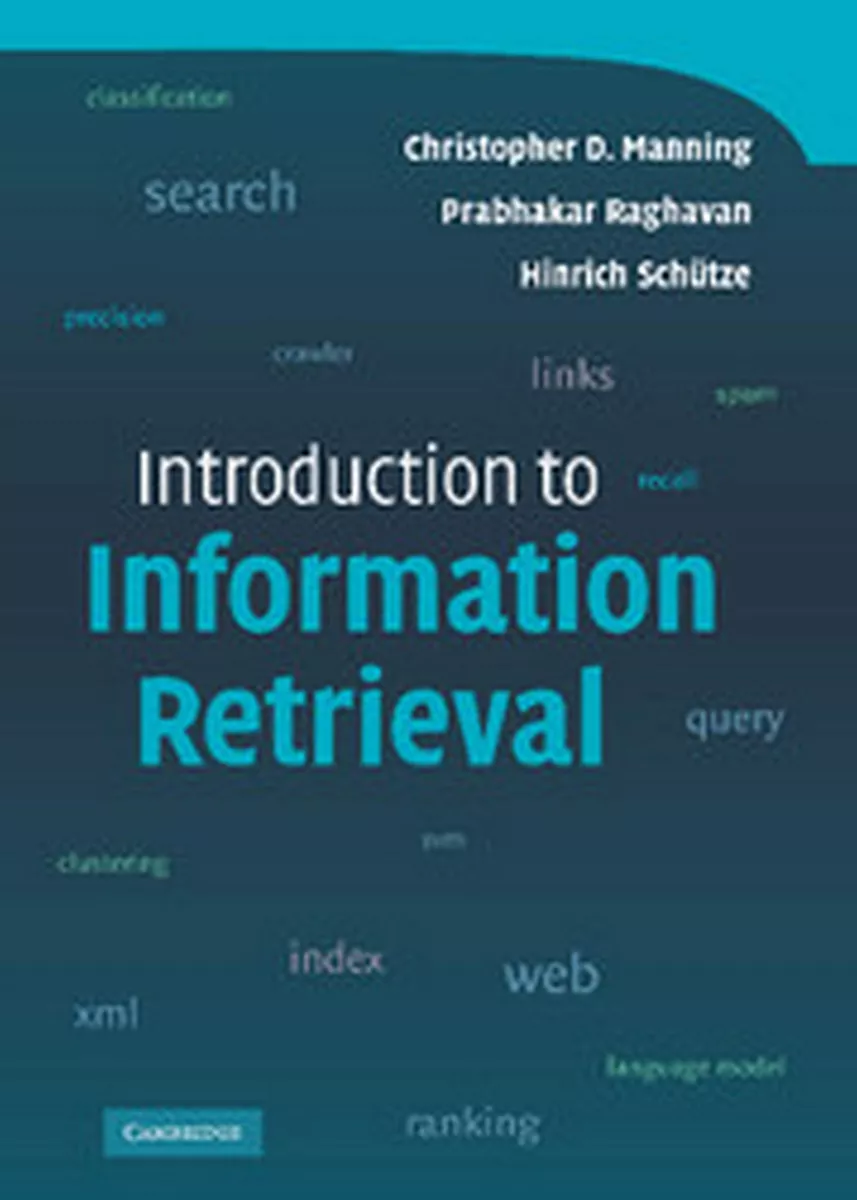 classification
Christopher D. Manning
search
Prabhakar Raghavan
Hinrich Schütze
precision
crawler
links
spam
Introduction to
recall
Information
Retrieval
query
svm
clustering
index
web
xml
language model
ranking
CAMBRIDGE